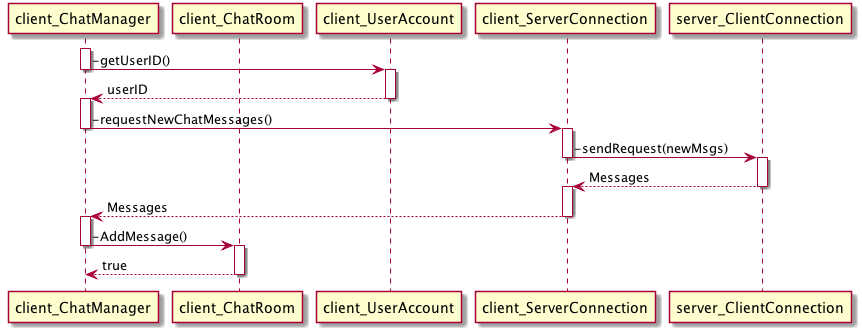 client_ChatManager
client_ChatRoom
client_UserAccount
client_ServerConnection
server_ClientConnection
getUserID()
userID
requestNewChatMessages()
sendRequest(newMsgs)
Messages
Messages
AddMessage()
true
client_ChatManager
client_ChatRoom
client_UserAccount
client_ServerConnection
server_ClientConnection